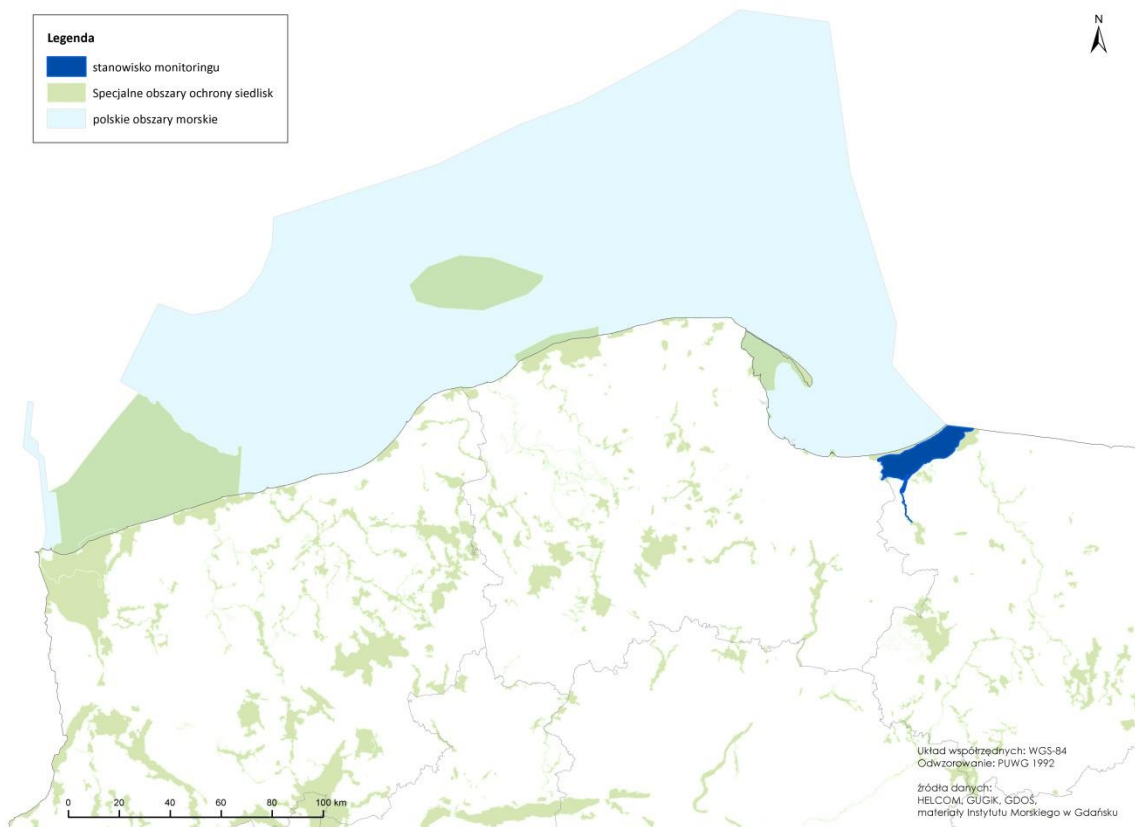 Legenda
stanowisko monitoringu
Specjalne obszary ochrony siedlisk
polskie obszary morskie
N
0 20 40 60 80 100 km
Układ współrzędnych: WGS-84
Odwzorowanie: PUWG 1992
źródła danych:
HELCOM, GUGiK, GDOŚ,
materiały Instytutu Morskiego w Gdańsku